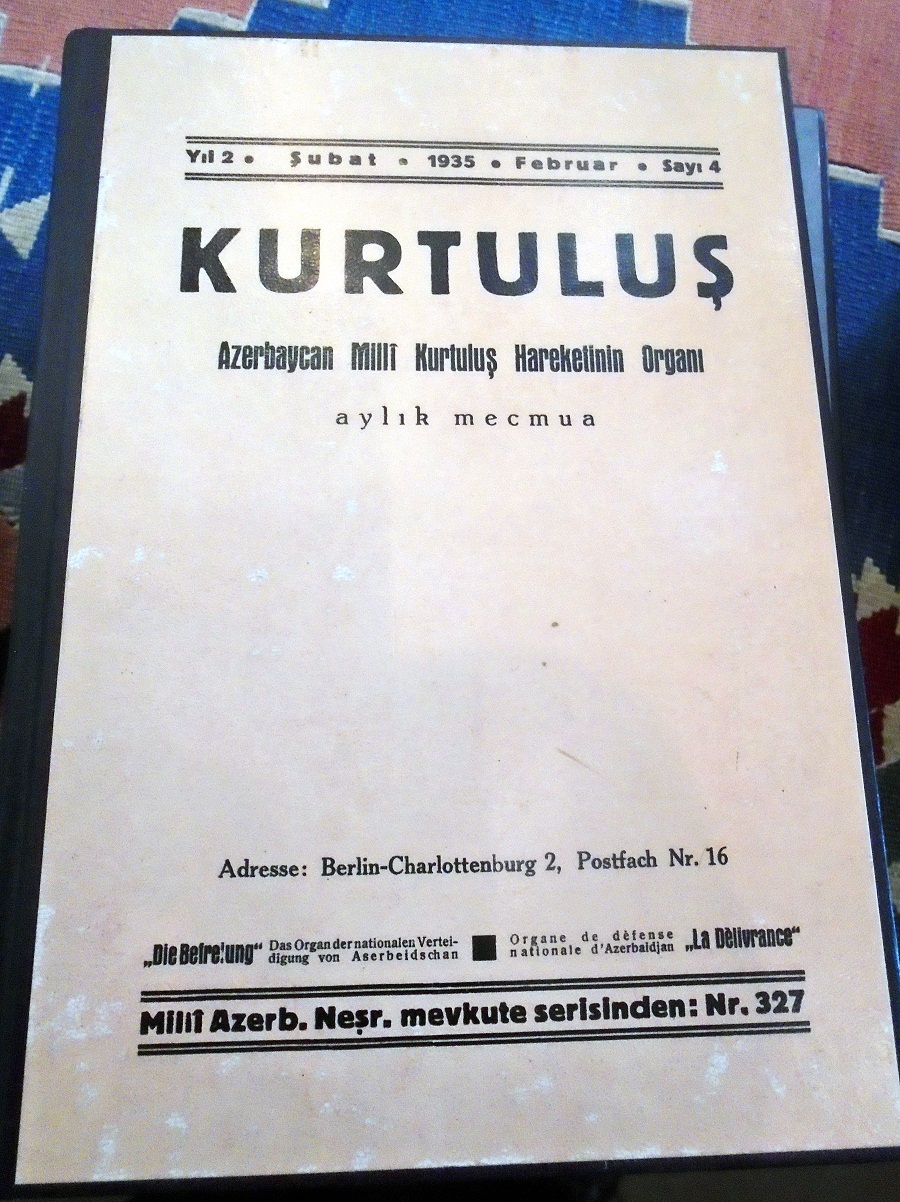 Yıl 2 • Şubat • 1935 • Februar • Sayı 4
KURTULUŞ
Azerbaycan Millî Kurtuluş Hareketinin Organı
aylık mecmua
Adresse: Berlin-Charlottenburg 2, Postfach Nr. 16
„Die Befreiung“ Das Organ der nationalen Vertei-
digung von Aserbeidschan
Organe de dèfense
nationale d'Azerbaïdjan „La Dèlivrance“
Millî Azerb. Neşr. mevkute serisinden: Nr. 327